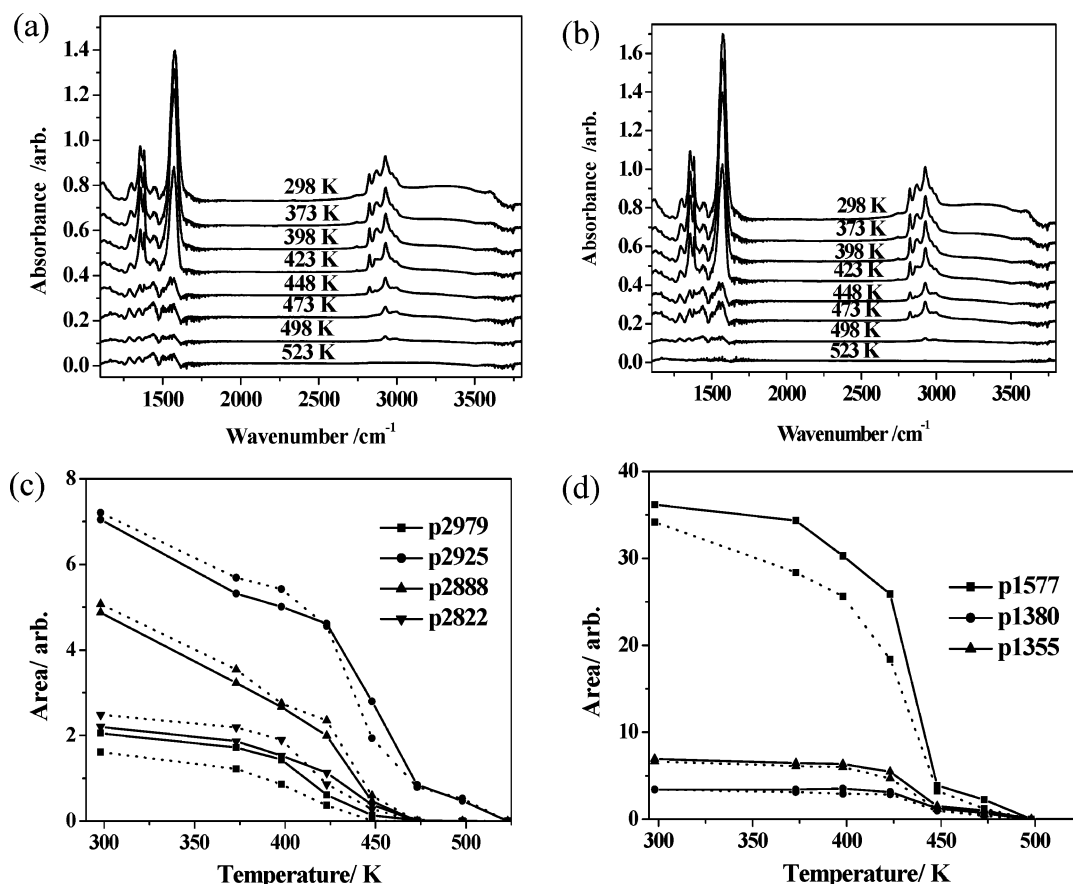 (a)
Absorbance /arb.
1.4
1.2
1.0
0.8
0.6
0.4
0.2
0.0
298 K
373 K
398 K
423 K
448 K
473 K
498 K
523 K
1500 2000 2500 3000 3500
Wavenumber /cm-1
(b)
Absorbance /arb.
1.6
1.4
1.2
1.0
0.8
0.6
0.4
0.2
0.0
298 K
373 K
398 K
423 K
448 K
473 K
498 K
523 K
1500 2000 2500 3000 3500
Wavenumber /cm-1
(c)
Area/ arb.
8
6
4
2
0
p2979
p2925
p2888
p2822
300 350 400 450 500
Temperature/ K
(d)
Area/ arb.
40
30
20
10
0
p1577
p1380
p1355
300 350 400 450 500
Temperature/ K